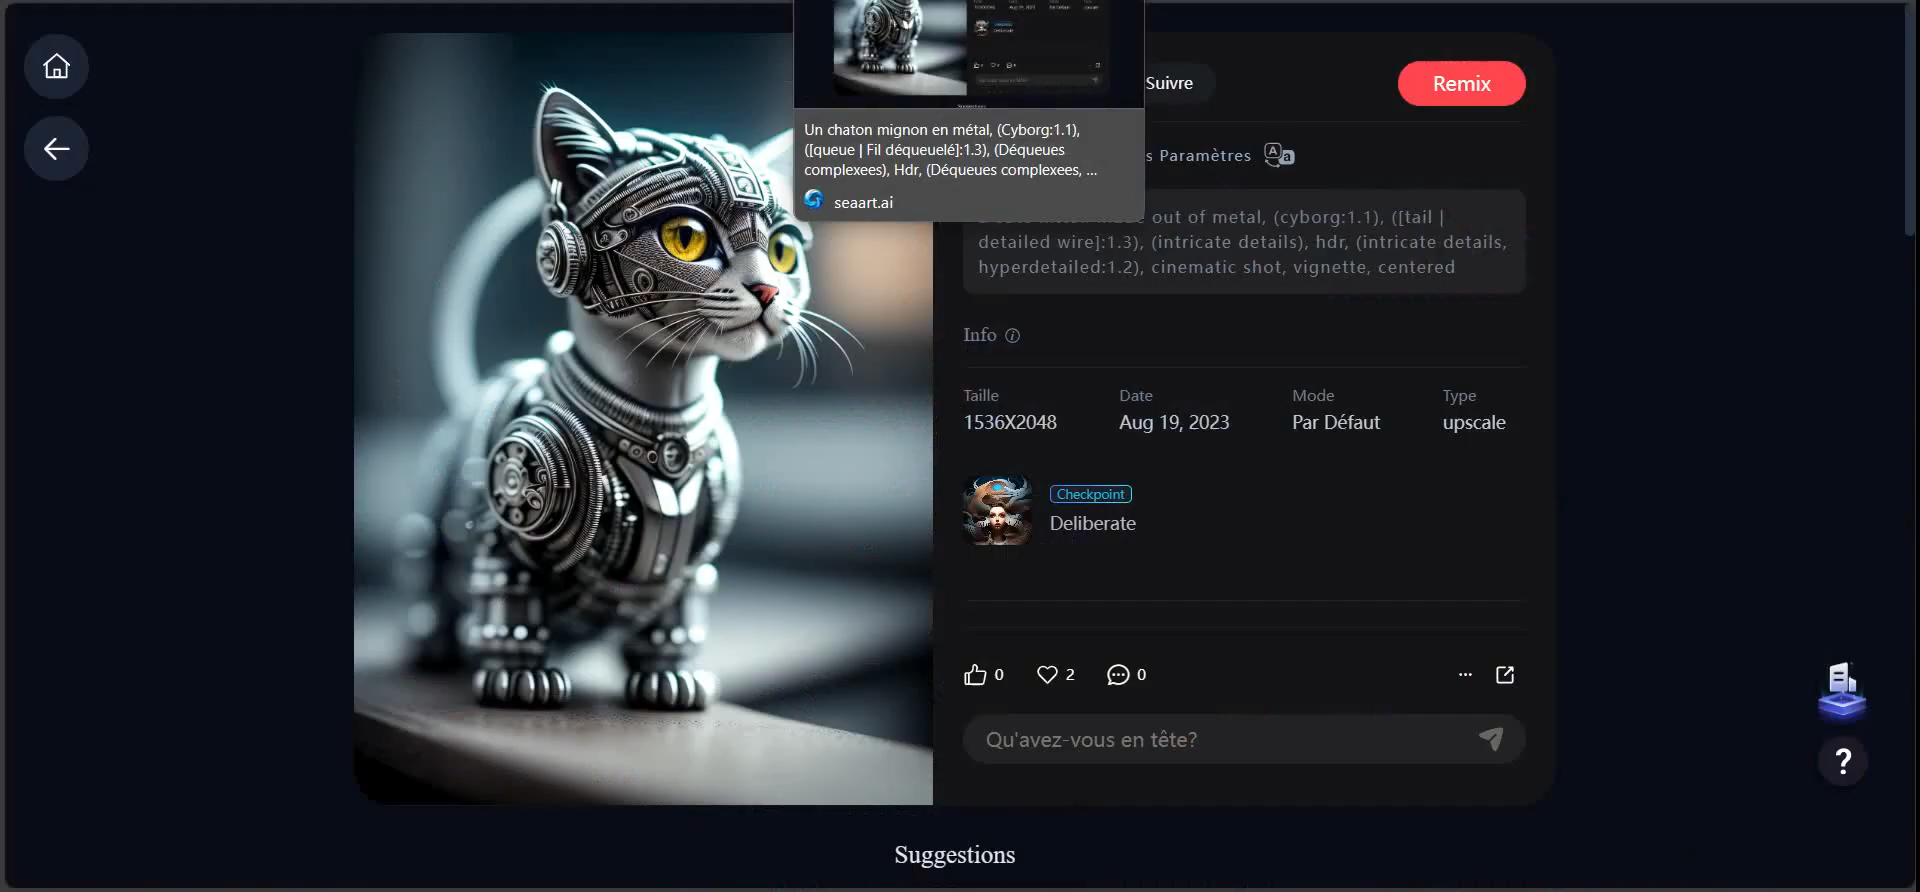 Un chaton mignon en métal, (Cyborg:1.1),
([queue | Fil déqueuelé]:1.3), (Déqueues
complexees), Hdr, (Déqueues complexees, ...
seaart.ai
Suivre
Remix
s Paramètres
out of metal, (cyborg:1.1), ([tail |
detailed wire]:1.3), (intricate details), hdr, (intricate details,
hyperdetailed:1.2), cinematic shot, vignette, centered
Info
Taille Date Mode Type
1536X2048 Aug 19, 2023 Par Défaut upscale
Checkpoint
Deliberate
0 2 0
Qu'avez-vous en tête?
?
Suggestions